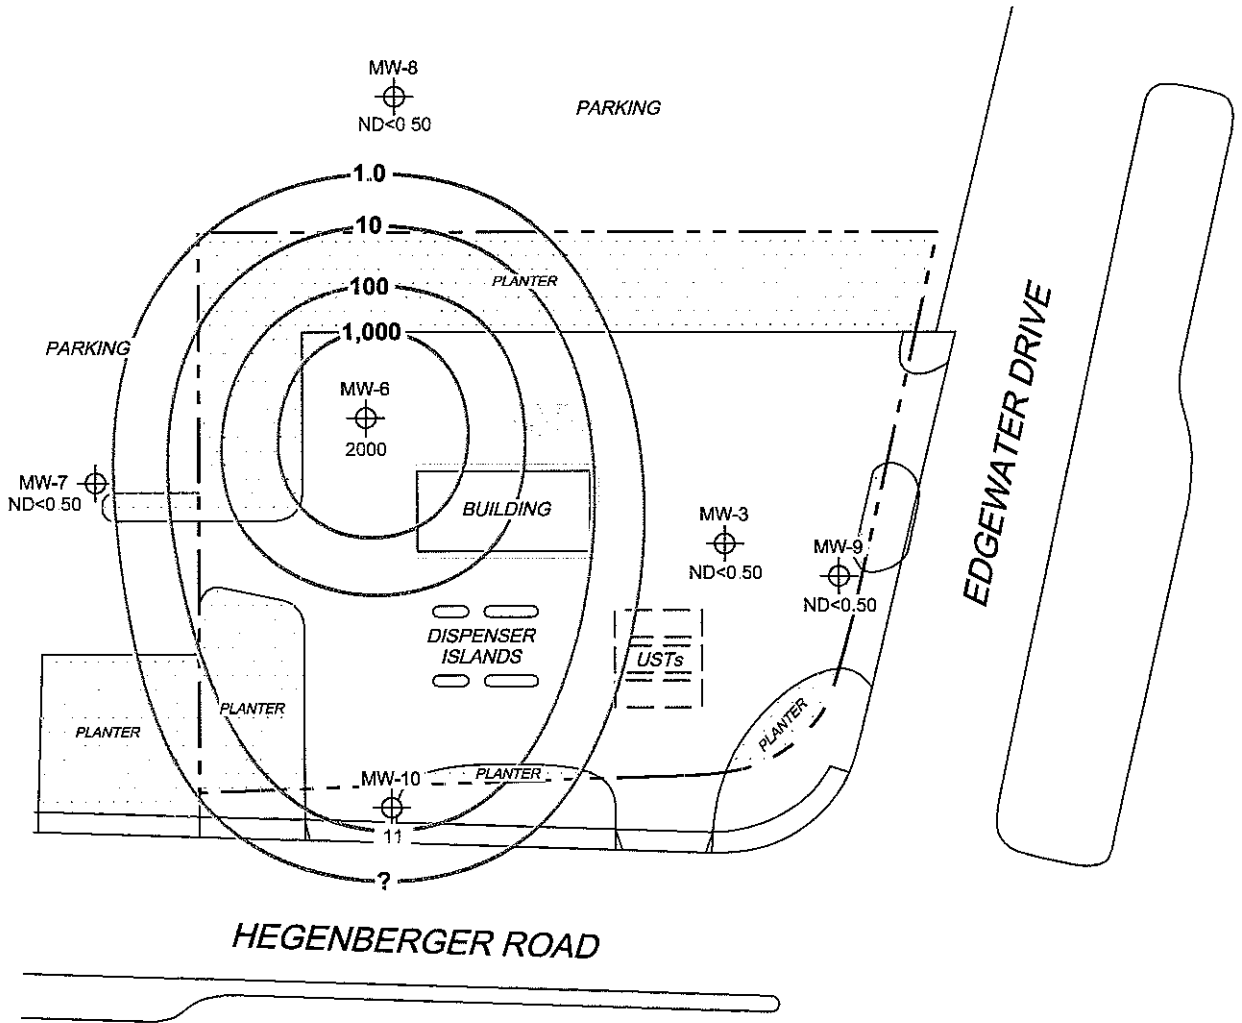 MW-8
ND<0.50
PARKING
1.0
10
PLANTER
100
1,000
PARKING
MW-6
2000
MW-7
ND<0.50
BUILDING
MW-3
ND<0.50
MW-9
ND<0.50
EDGEWATER DRIVE
DISPENSER
ISLANDS
USTs
PLANTER
PLANTER
PLANTER
MW-10
PLANTER
11
?
HEGENBERGER ROAD